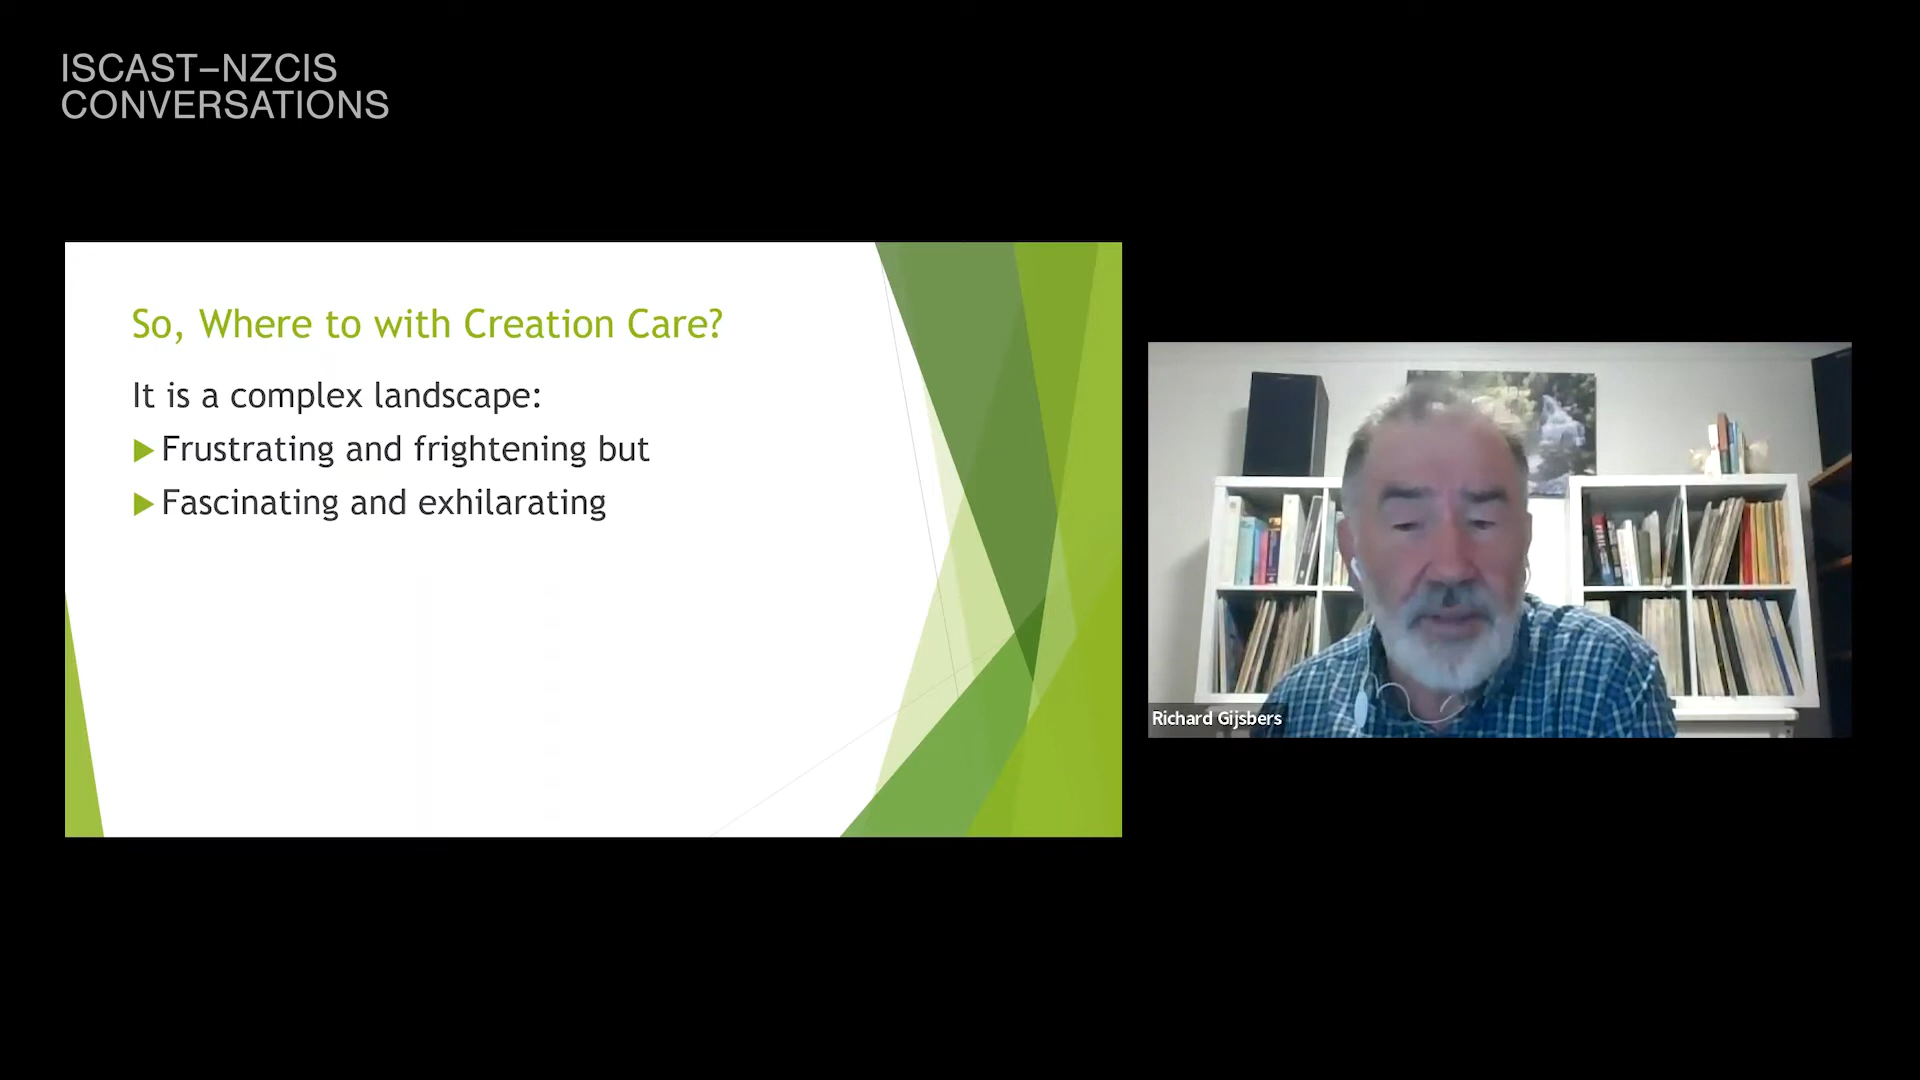 ISCAST–NZCIS
CONVERSATIONS
So, Where to with Creation Care?
It is a complex landscape:
Frustrating and frightening but
Fascinating and exhilarating
Richard Gijsbers